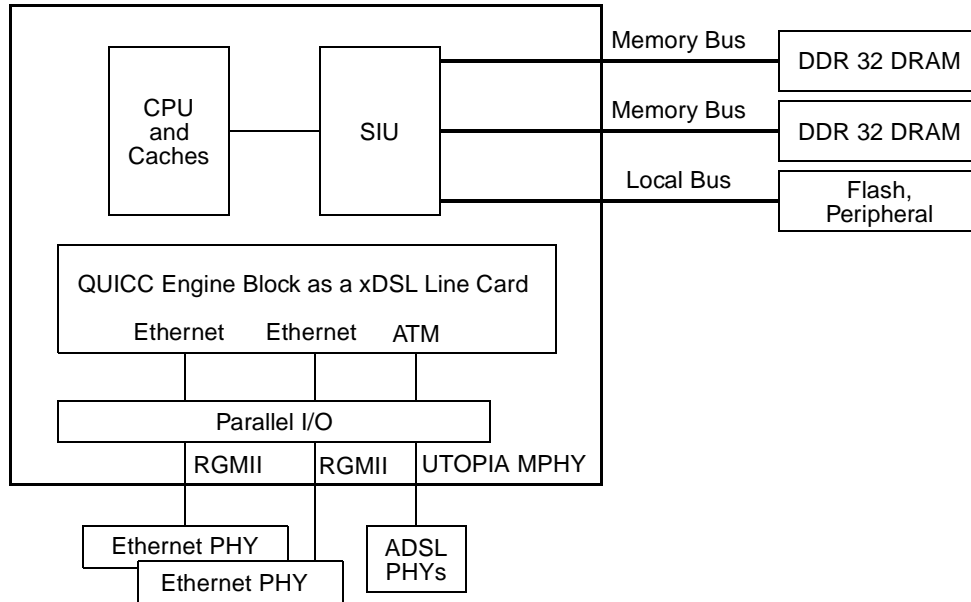 Memory Bus
DDR 32 DRAM
CPU
and
Caches
SIU
Memory Bus
DDR 32 DRAM
Local Bus
Flash,
Peripheral
QUICC Engine Block as a xDSL Line Card
Ethernet
Ethernet
ATM
Parallel I/O
RGMII
RGMII
UTOPIA MPHY
Ethernet PHY
Ethernet PHY
ADSL
PHYs